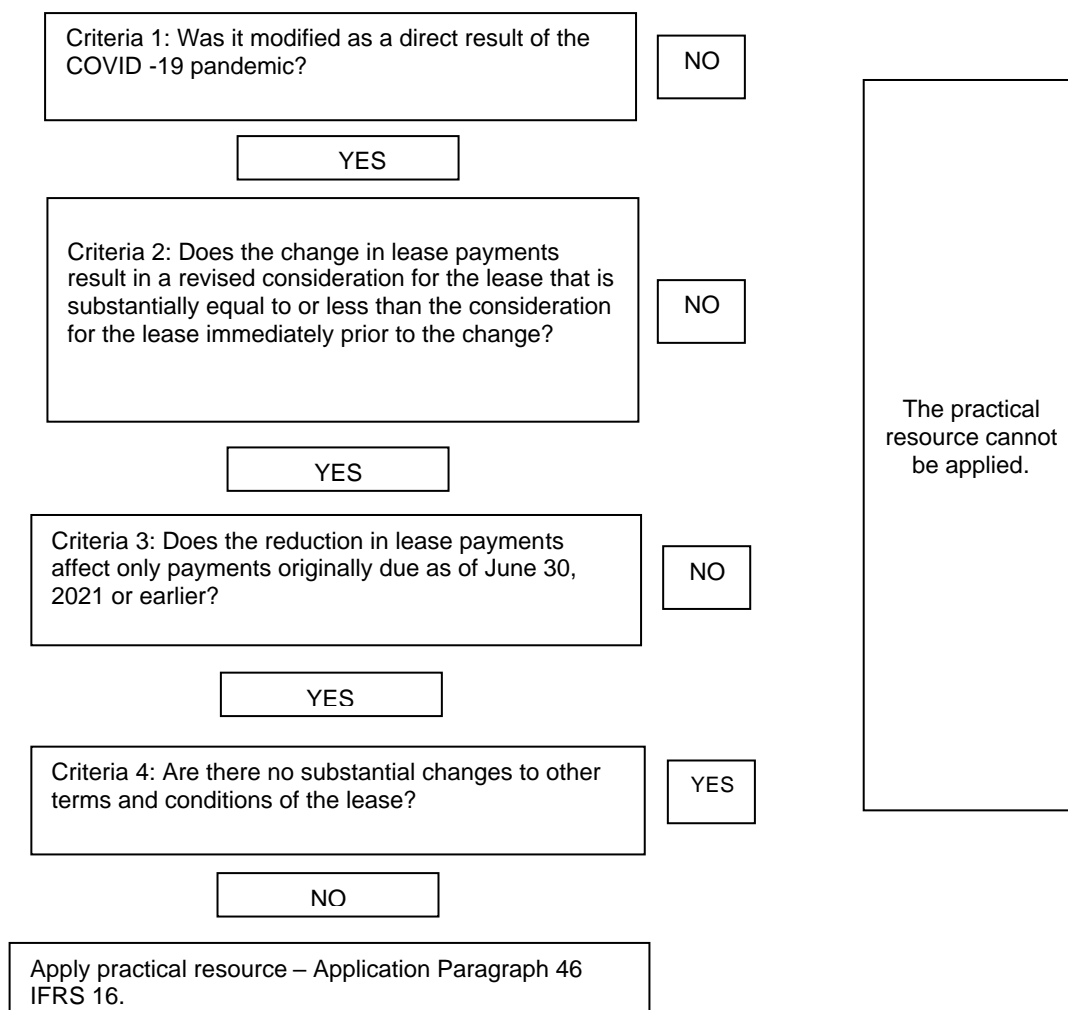 Criteria 1: Was it modified as a direct result of the
COVID -19 pandemic?
NO
YES
Criteria 2: Does the change in lease payments
result in a revised consideration for the lease that is
substantially equal to or less than the consideration
for the lease immediately prior to the change?
NO
The practical
resource cannot
be applied.
YES
Criteria 3: Does the reduction in lease payments
affect only payments originally due as of June 30,
2021 or earlier?
NO
YES
Criteria 4: Are there no substantial changes to other
terms and conditions of the lease?
YES
NO
Apply practical resource – Application Paragraph 46
IFRS 16.